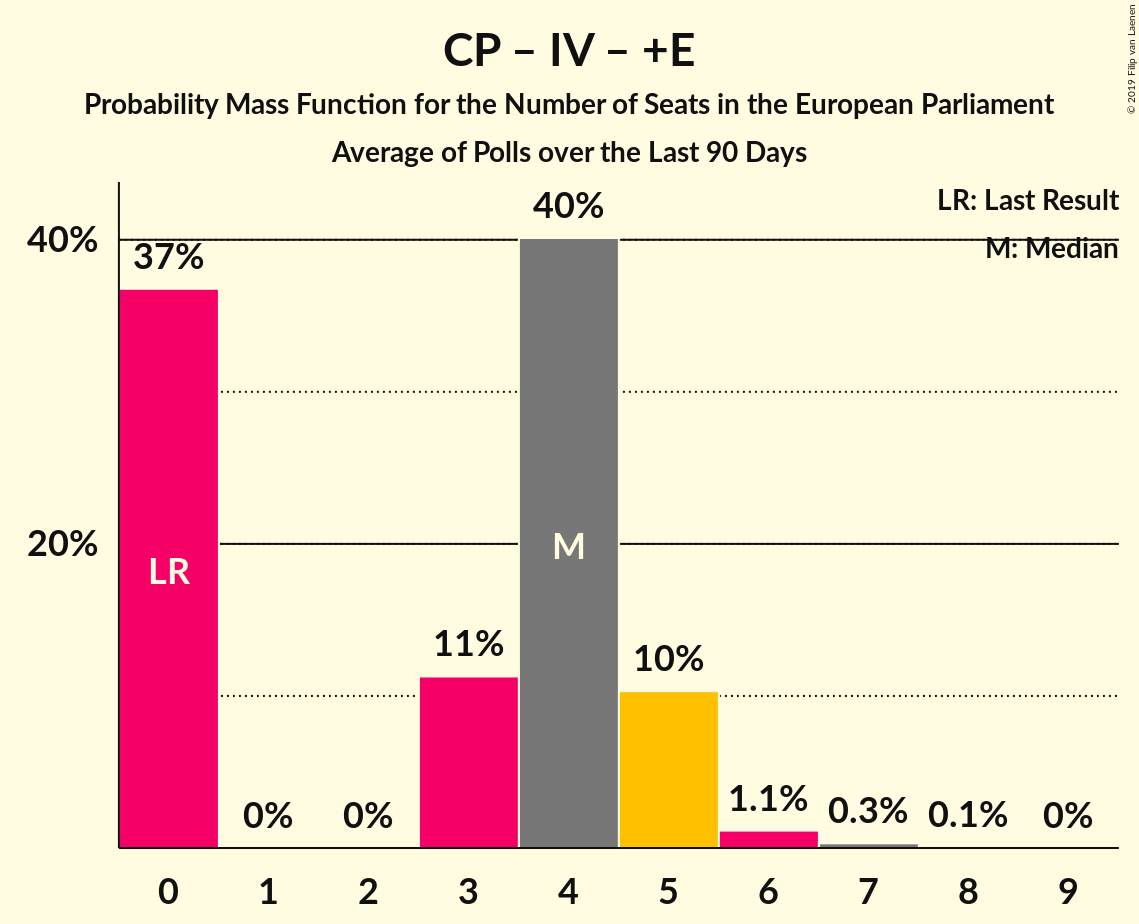 CP – IV – +E
Probability Mass Function for the Number of Seats in the European Parliament
Average of Polls over the Last 90 Days
© 2019 Filip van Laenen
LR: Last Result
M: Median
40%
20%
37%
0%
0%
11%
40%
10%
1.1%
0.3%
0.1%
0%
LR
M
0 1 2 3 4 5 6 7 8 9